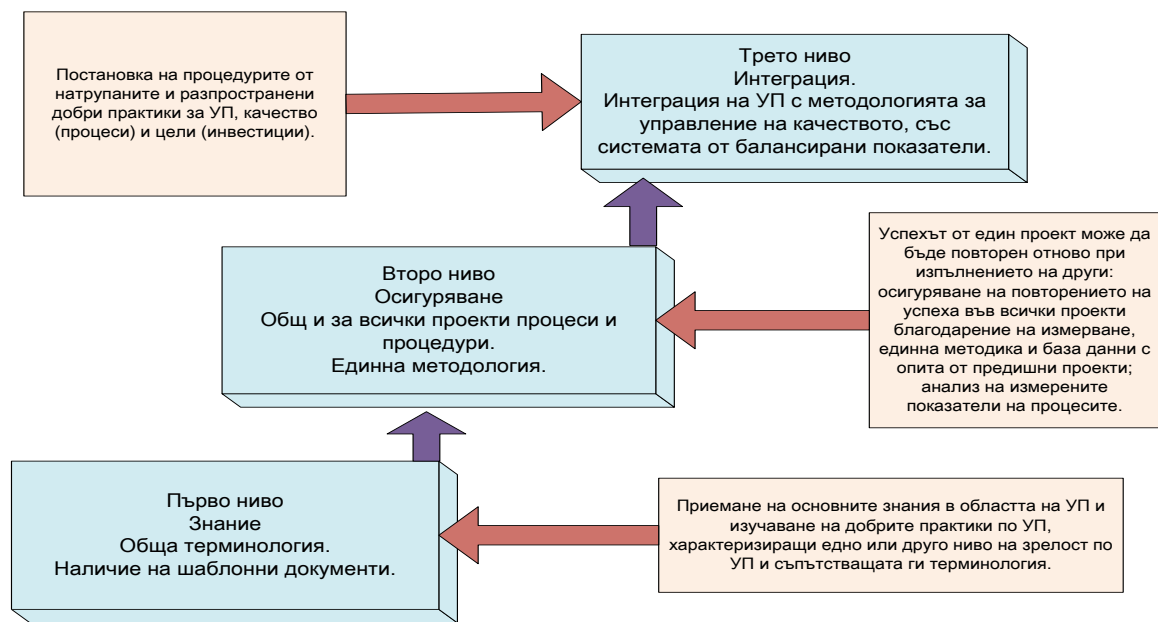 Постановка на процедурите от
натрупаните и разпространени
добри практики за УП, качество
(процеси) и цели (инвестиции).
Трето ниво
Интеграция.
Интеграция на УП с методологията за
управление на качеството, със
системата от балансирани показатели.
Второ ниво
Осигуряване
Общ и за всички проекти процеси и
процедури.
Единна методология.
Успехът от един проект може да
бъде повторен отново при
изпълнението на други:
осигуряване на повторението на
успеха във всички проекти
благодарение на измерване,
единна методика и база данни с
опита от предишни проекти;
анализ на измерените
показатели на процесите.
Първо ниво
Знание
Обща терминология.
Наличие на шаблонни документи.
Приемане на основните знания в областта на УП и
изучаване на добрите практики по УП,
характеризиращи едно или друго ниво на зрелост по
УП и съпътстващата ги терминология.